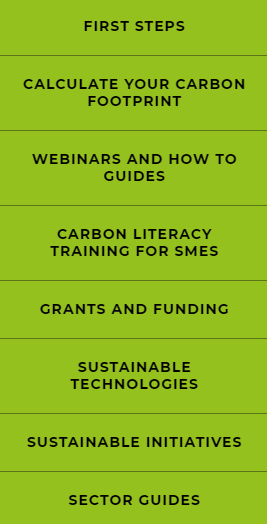 FIRST STEPS
CALCULATE YOUR CARBON
FOOTPRINT
WEBINARS AND HOW TO
GUIDES
CARBON LITERACY
TRAINING FOR SMES
GRANTS AND FUNDING
SUSTAINABLE
TECHNOLOGIES
SUSTAINABLE INITIATIVES
SECTOR GUIDES